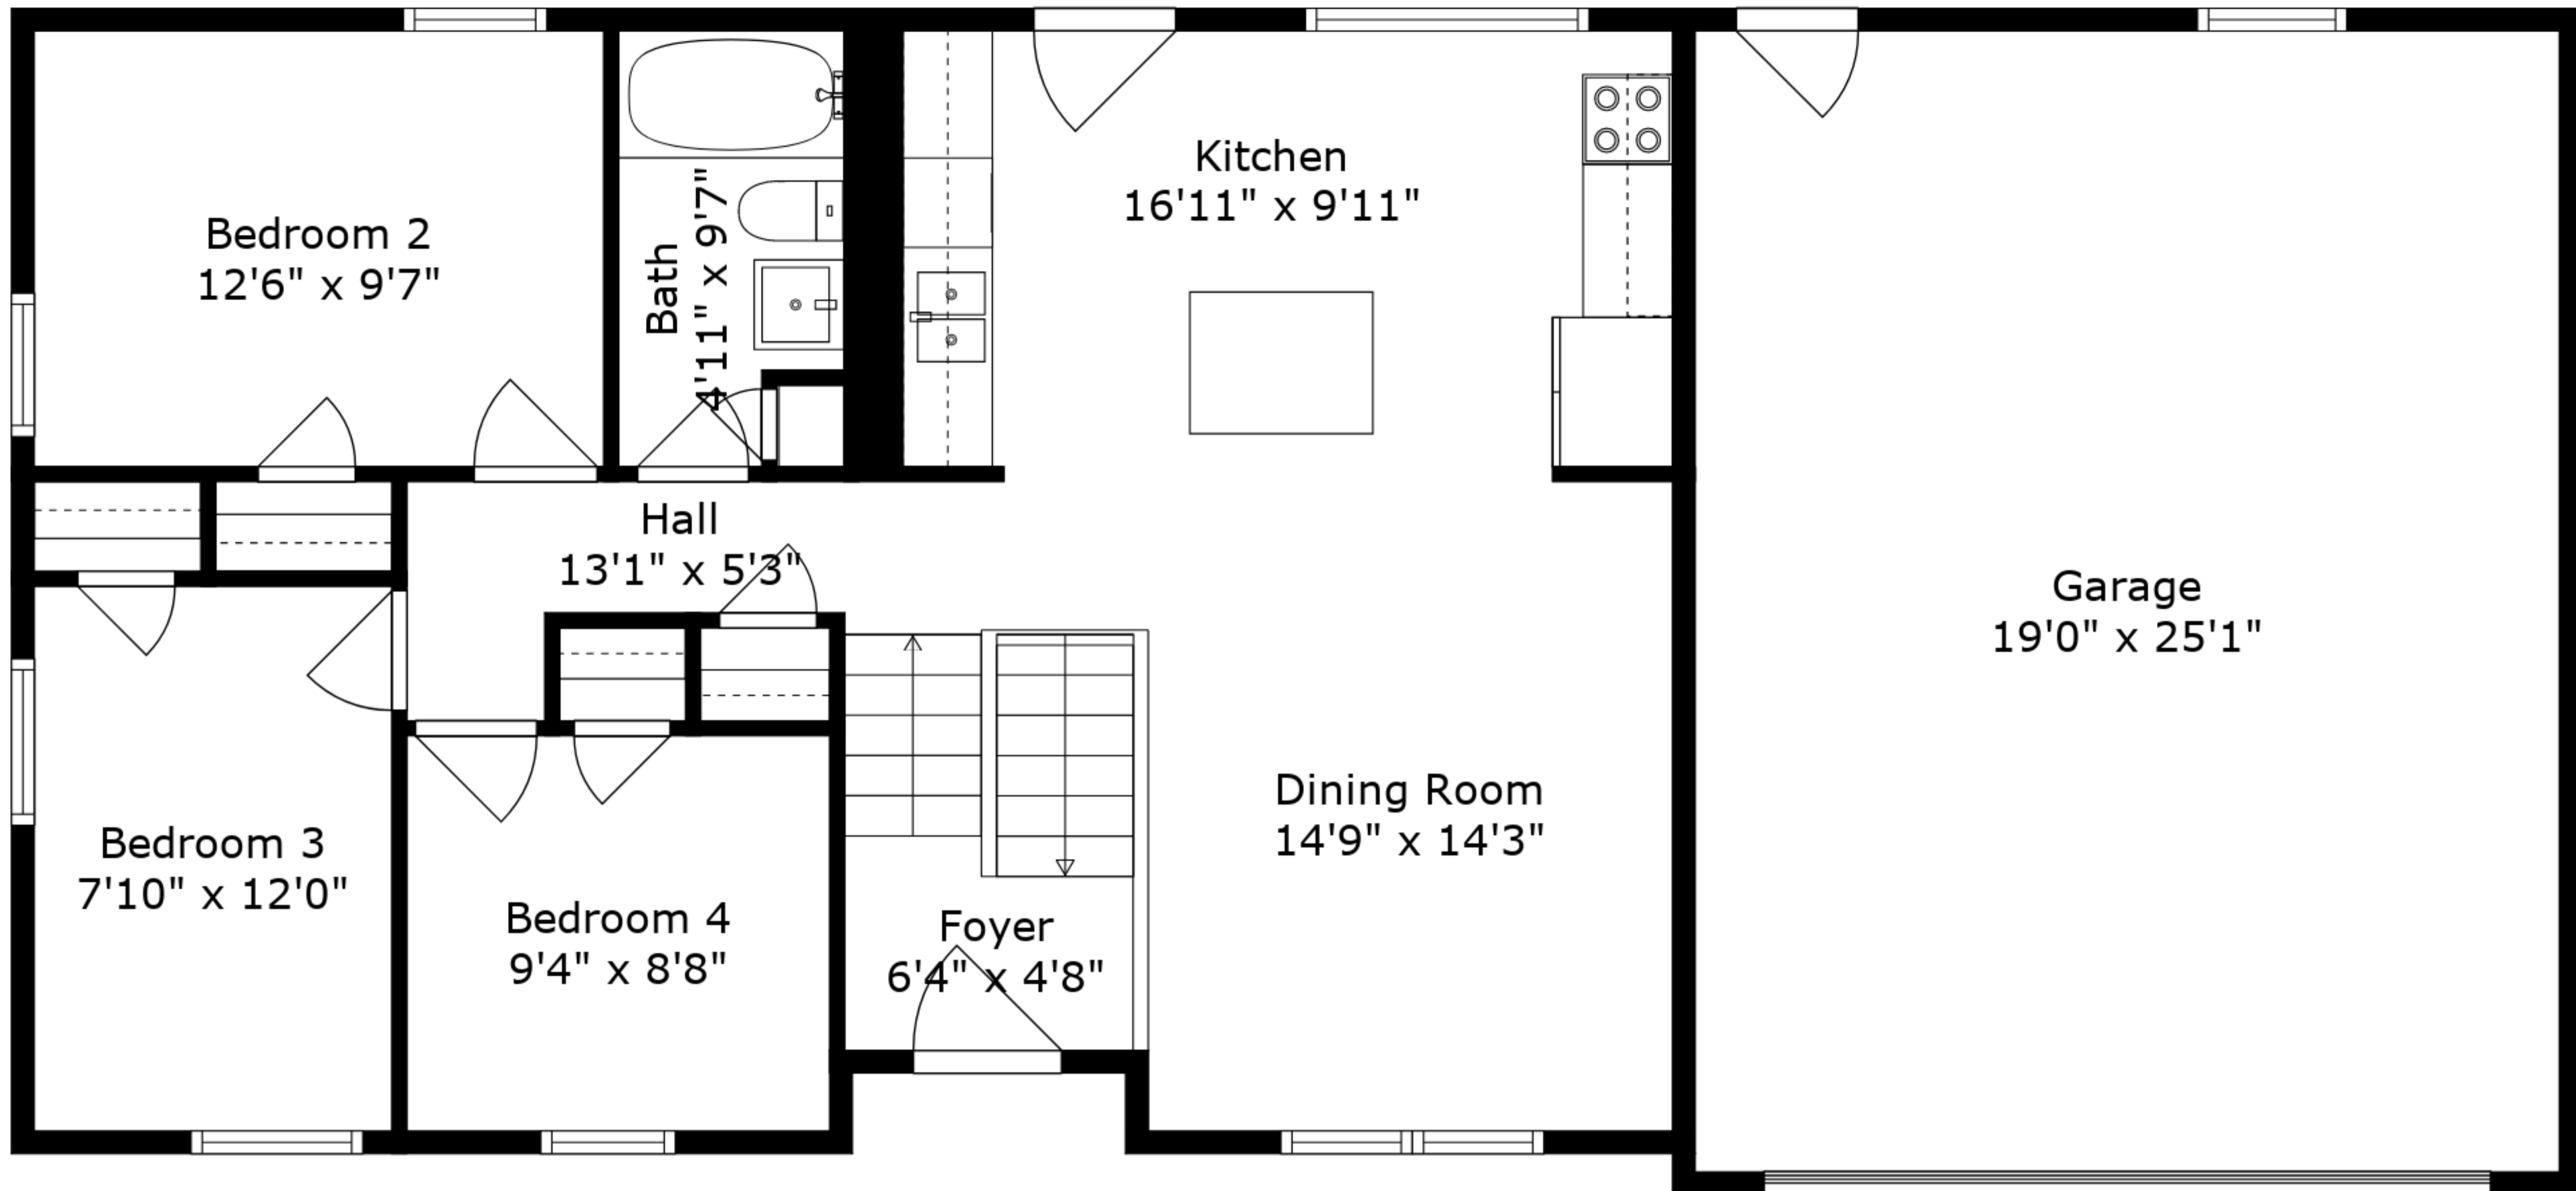 Bedroom 2
12'6" x 9'7"
Bath
4'11" x 9'7"
Kitchen
16'11" x 9'11"
Hall
13'1" x 5'3"
Garage
19'0" x 25'1"
Dining Room
14'9" x 14'3"
Bedroom 3
7'10" x 12'0"
Bedroom 4
9'4" x 8'8"
Foyer
6'4" x 4'8"